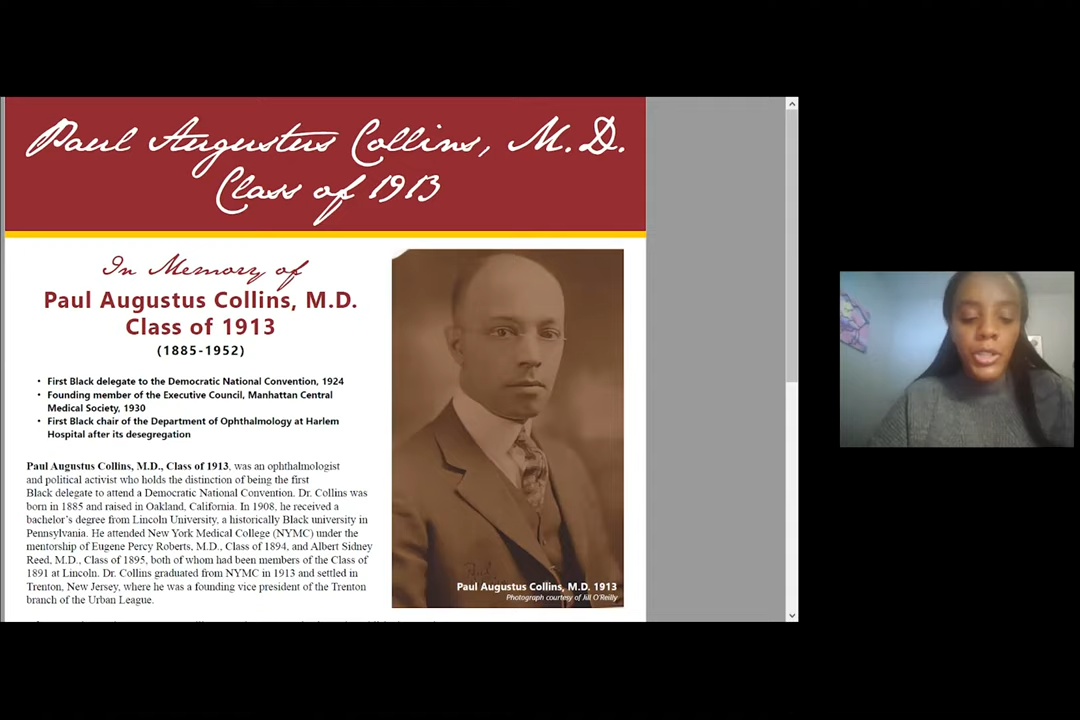 Paul Augustus Collins, M.D.
Class of 1913
In Memory of
Paul Augustus Collins, M.D.
Class of 1913
(1885-1952)
• First Black delegate to the Democratic National Convention, 1924
• Founding member of the Executive Council, Manhattan Central
Medical Society, 1930
• First Black chair of the Department of Ophthalmology at Harlem
Hospital after its desegregation
Paul Augustus Collins, M.D., Class of 1913, was an ophthalmologist
and political activist who holds the distinction of being the first
Black delegate to attend a Democratic National Convention. Dr. Collins was
born in 1885 and raised in Oakland, California. In 1908, he received a
bachelor's degree from Lincoln University, a historically Black university in
Pennsylvania. He attended New York Medical College (NYMC) under the
mentorship of Eugene Percy Roberts, M.D., Class of 1894, and Albert Sidney
Reed, M.D., Class of 1895, both of whom had been members of the Class of
1891 at Lincoln. Dr. Collins graduated from NYMC in 1913 and settled in
Trenton, New Jersey, where he was a founding vice president of the Trenton
branch of the Urban League.
Paul Augustus Collins, M.D. 1913
Photograph courtesy of Jill O'Reilly